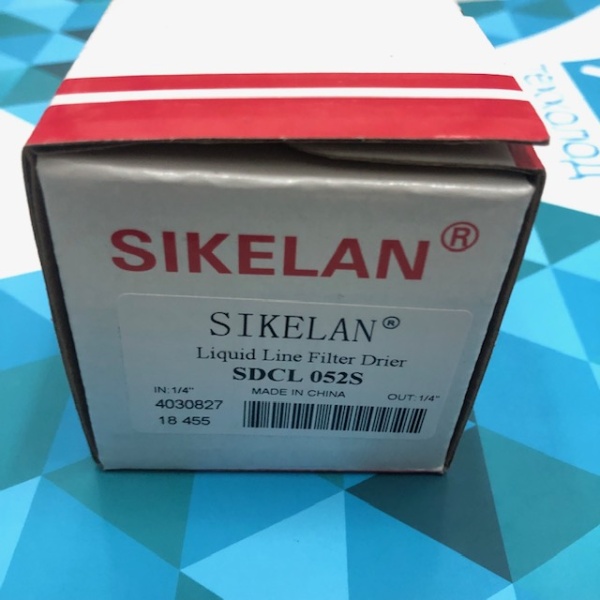 SIKELAN®
SIKELAN®
Liquid Line Filter Drier
SDCL 052S
IN:1/4"
MADE IN CHINA
OUT:1/4"
4030827
18 455